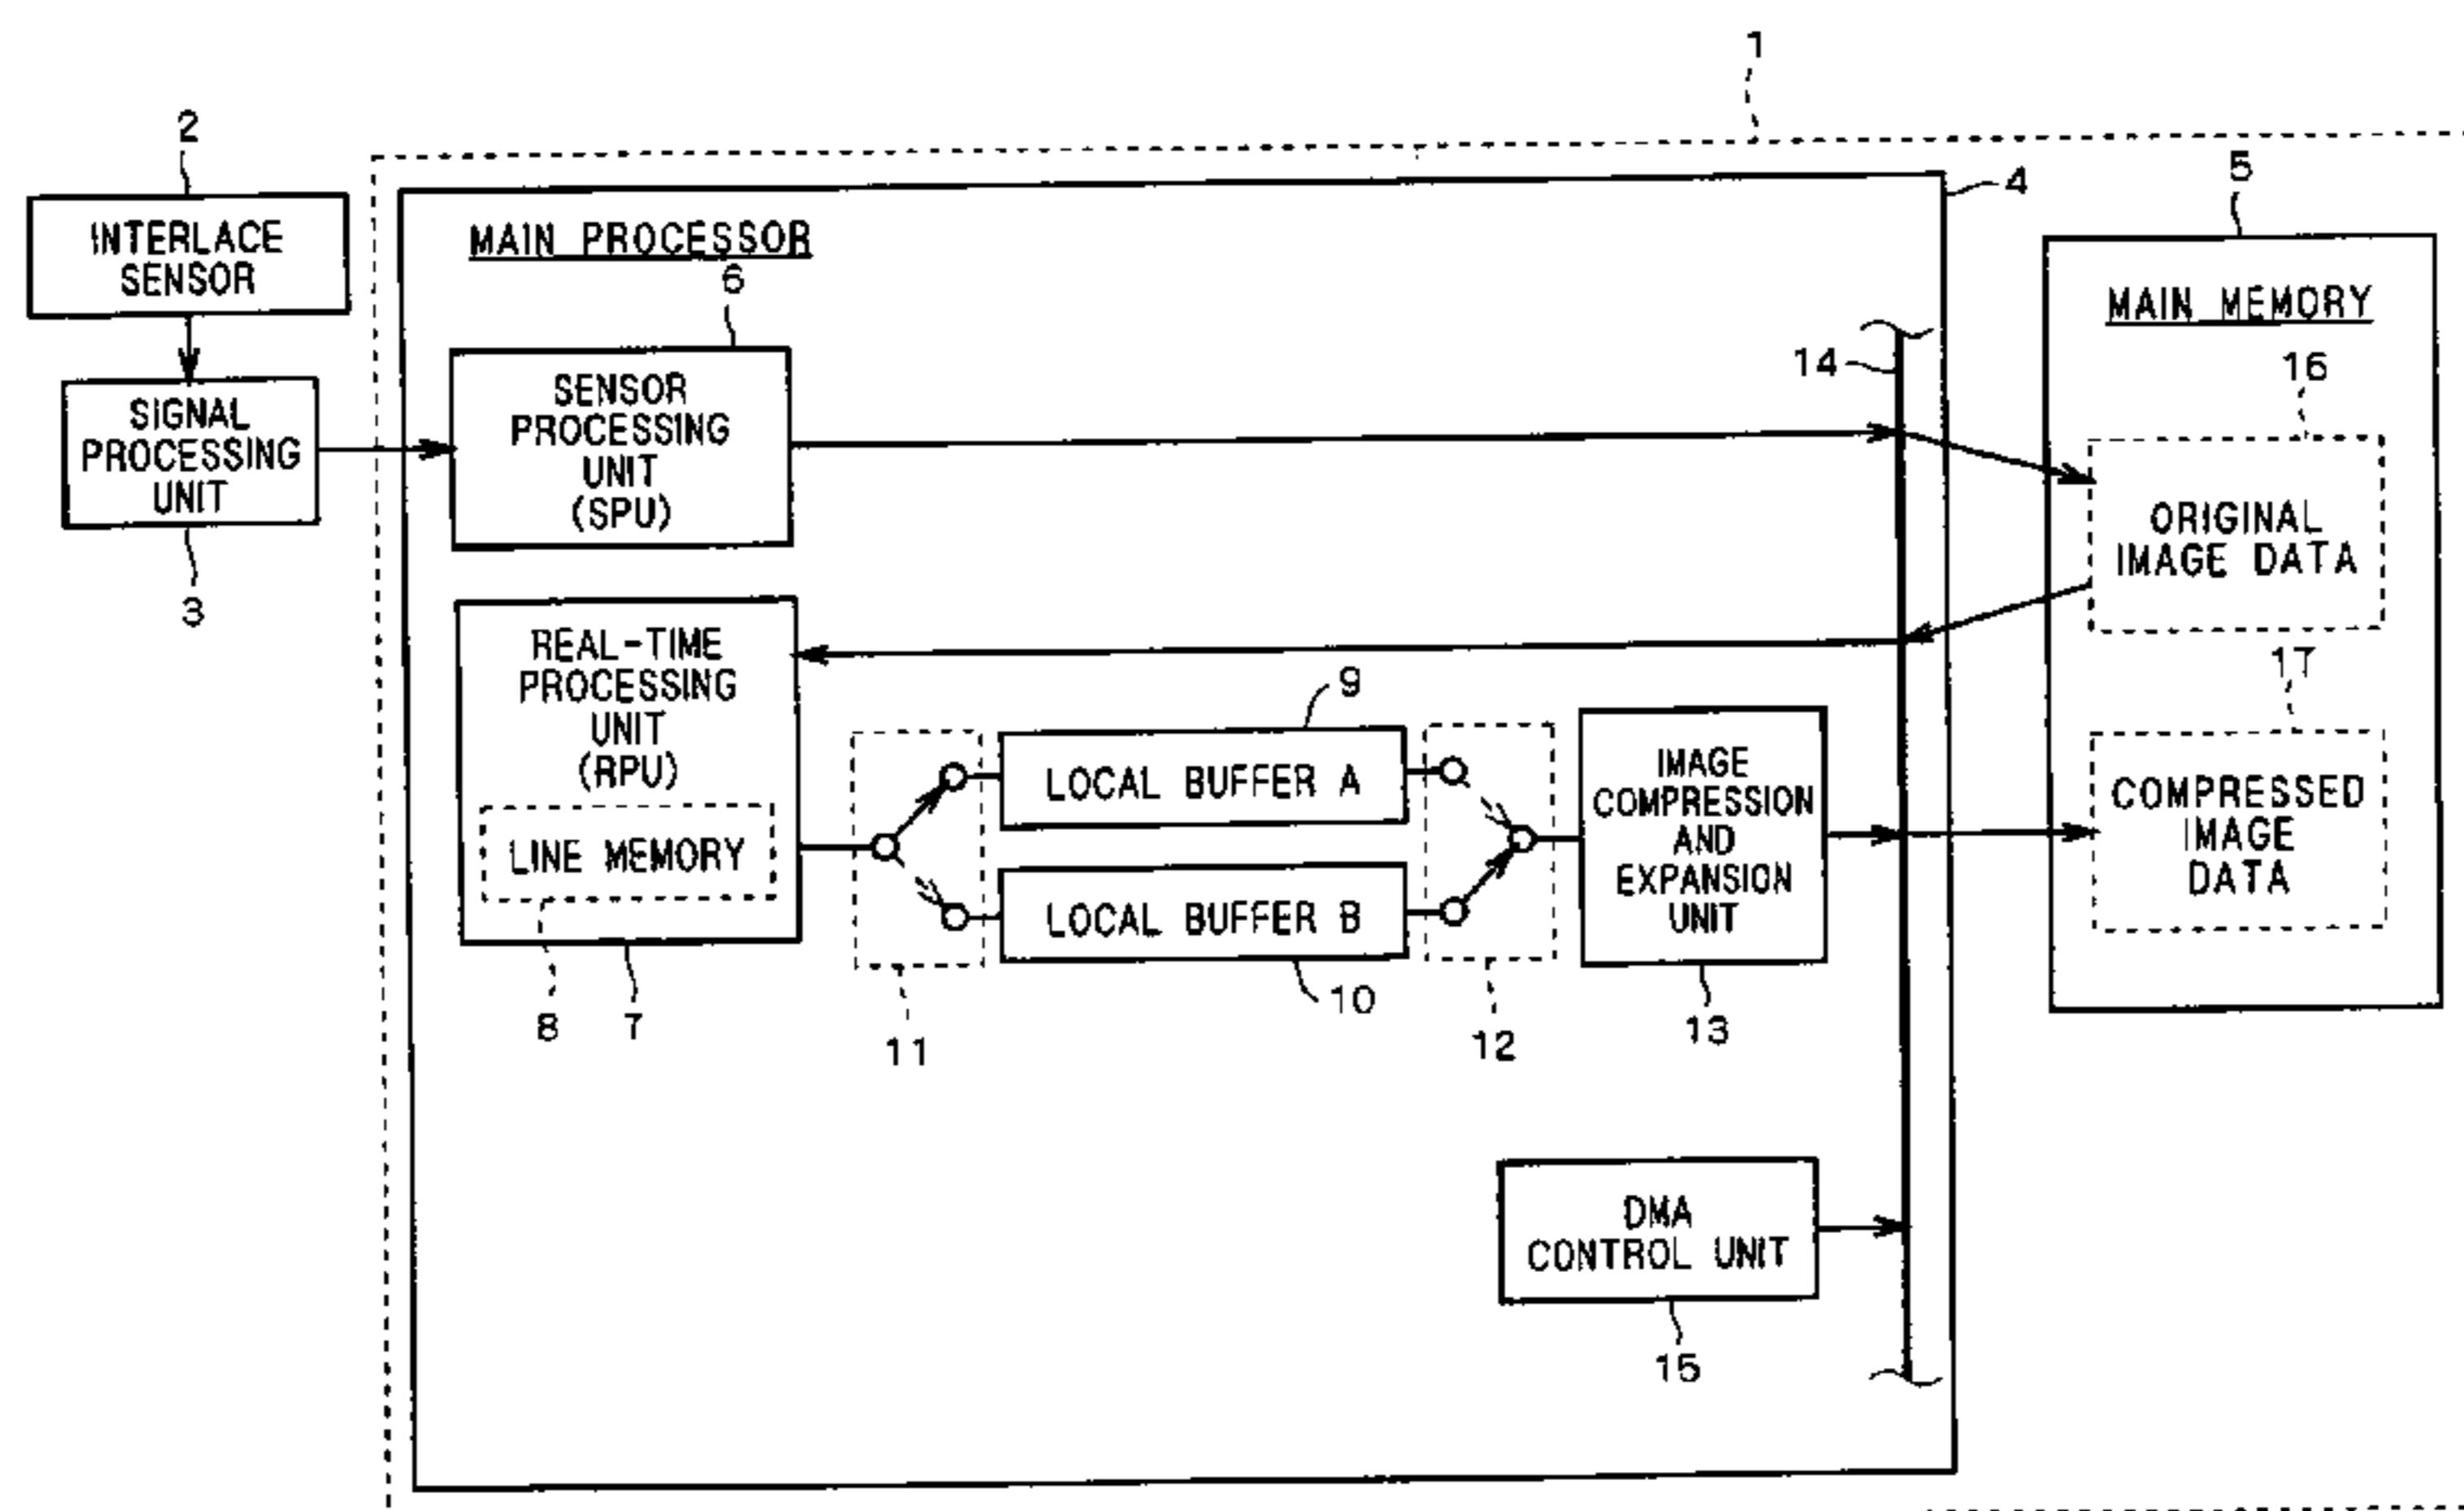 1
2
INTERLACE
SENSOR
SIGNAL
PROCESSING
UNIT
3
4
MAIN PROCESSOR
6
SENSOR
PROCESSING
UNIT
(SPU)
REAL-TIME
PROCESSING
UNIT
(RPU)
LINE MEMORY
8
7
11
9
LOCAL BUFFER A
LOCAL BUFFER B
10
12
IMAGE
COMPRESSION
AND
EXPANSION
UNIT
13
14
DMA
CONTROL UNIT
15
5
MAIN MEMORY
16
ORIGINAL
IMAGE DATA
17
COMPRESSED
IMAGE
DATA